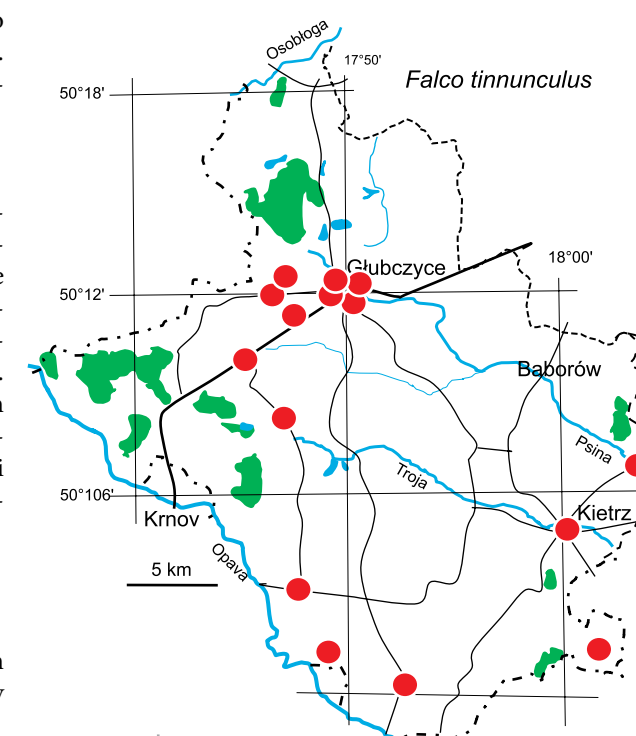 Osobłoga
17°50'
50°18'
Falco tinnunculus
Głubczyce
18°00'
50°12'
Baborów
Psina
Troja
50°106'
Krnov
Kietrz
Opava
5 km